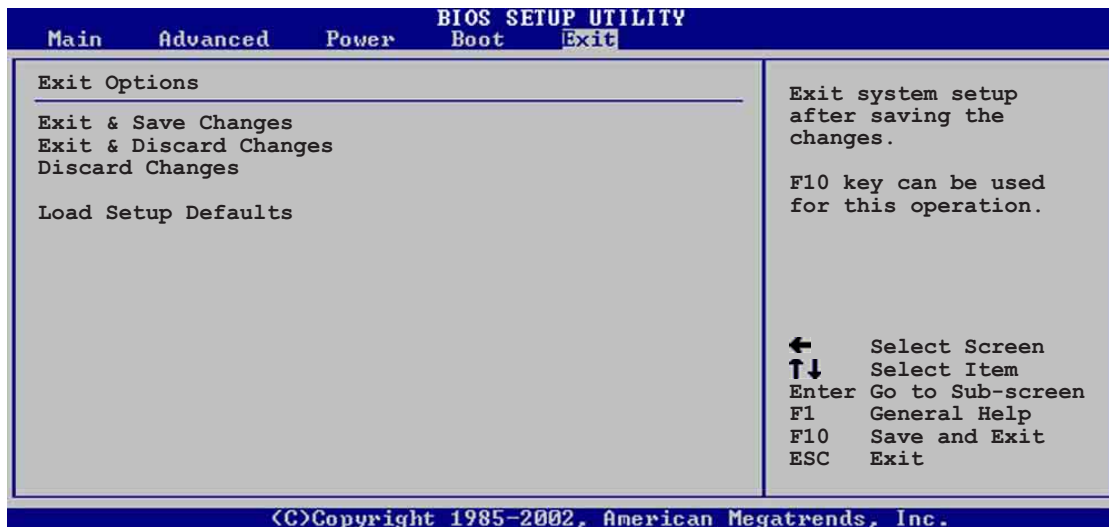 BIOS SETUP UTILITY
Main Advanced Power Boot Exit
Exit Options
Exit & Save Changes
Exit & Discard Changes
Discard Changes
Load Setup Defaults
Exit system setup
after saving the
changes.
F10 key can be used
for this operation.
← Select Screen
↑↓ Select Item
Enter Go to Sub-screen
F1 General Help
F10 Save and Exit
ESC Exit
(C)Copyright 1985-2002, American Megatrends, Inc.